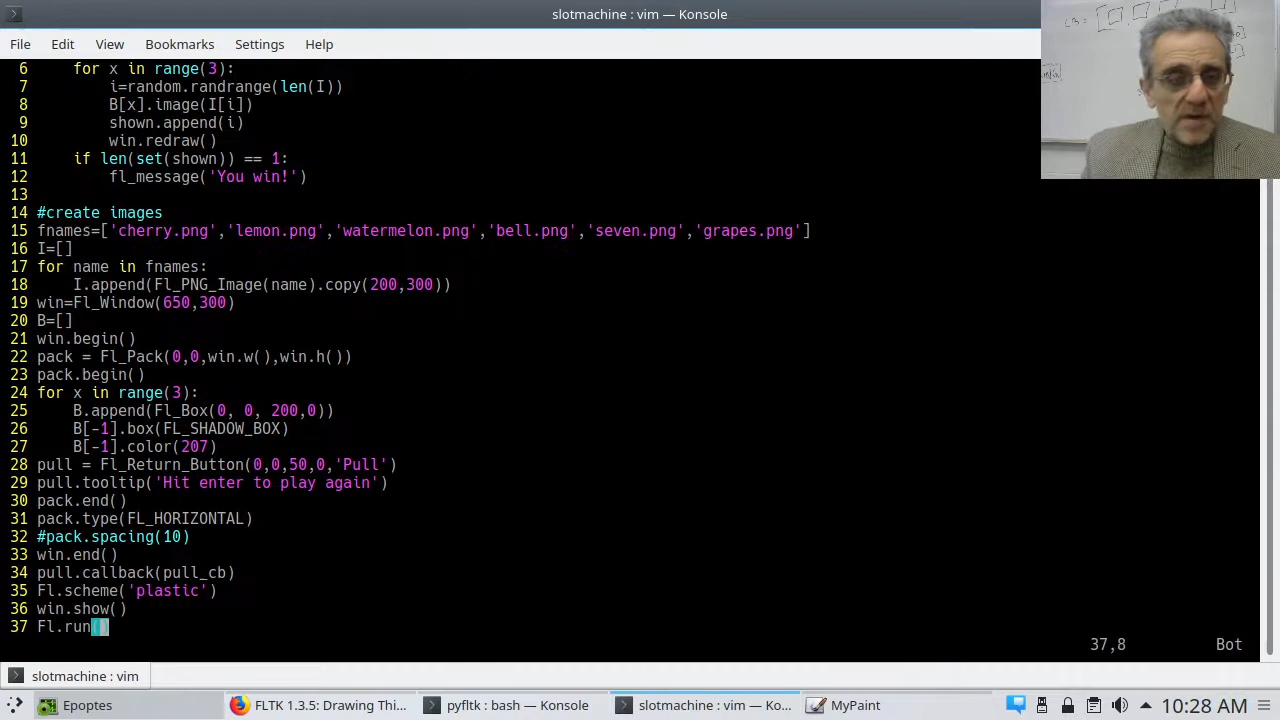 slotmachine : vim — Konsole
File Edit View Bookmarks Settings Help
6 for x in range(3):
7 i=random.randrange(len(I))
8 B[x].image(I[i])
9 shown.append(i)
10 win.redraw()
11 if len(set(shown)) == 1:
12 fl_message('You win!')
13
14 #create images
15 fnames=['cherry.png','lemon.png','watermelon.png','bell.png','seven.png','grapes.png']
16 I=[]
17 for name in fnames:
18 I.append(Fl_PNG_Image(name).copy(200,300))
19 win=Fl_Window(650,300)
20 B=[]
21 win.begin()
22 pack = Fl_Pack(0,0,win.w(),win.h())
23 pack.begin()
24 for x in range(3):
25 B.append(Fl_Box(0, 0, 200,0))
26 B[-1].box(FL_SHADOW_BOX)
27 B[-1].color(207)
28 pull = Fl_Return_Button(0,0,50,0,'Pull')
29 pull.tooltip('Hit enter to play again')
30 pack.end()
31 pack.type(FL_HORIZONTAL)
32 #pack.spacing(10)
33 win.end()
34 pull.callback(pull_cb)
35 Fl.scheme('plastic')
36 win.show()
37 Fl.run()
37,8 Bot
slotmachine : vim
Epoptes FLTK 1.3.5: Drawing Thi... pyfltk : bash — Konsole slotmachine : vim — Ko... MyPaint 10:28 AM